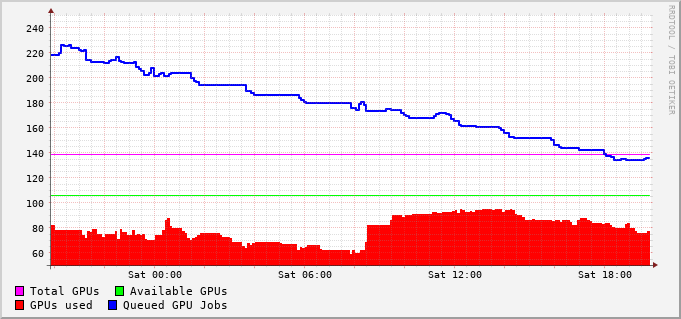 RRDTOOL / TOBI OETIKER
240
220
200
180
160
140
120
100
80
60
Sat 00:00 Sat 06:00 Sat 12:00 Sat 18:00
Total GPUs Available GPUs
GPUs used Queued GPU Jobs